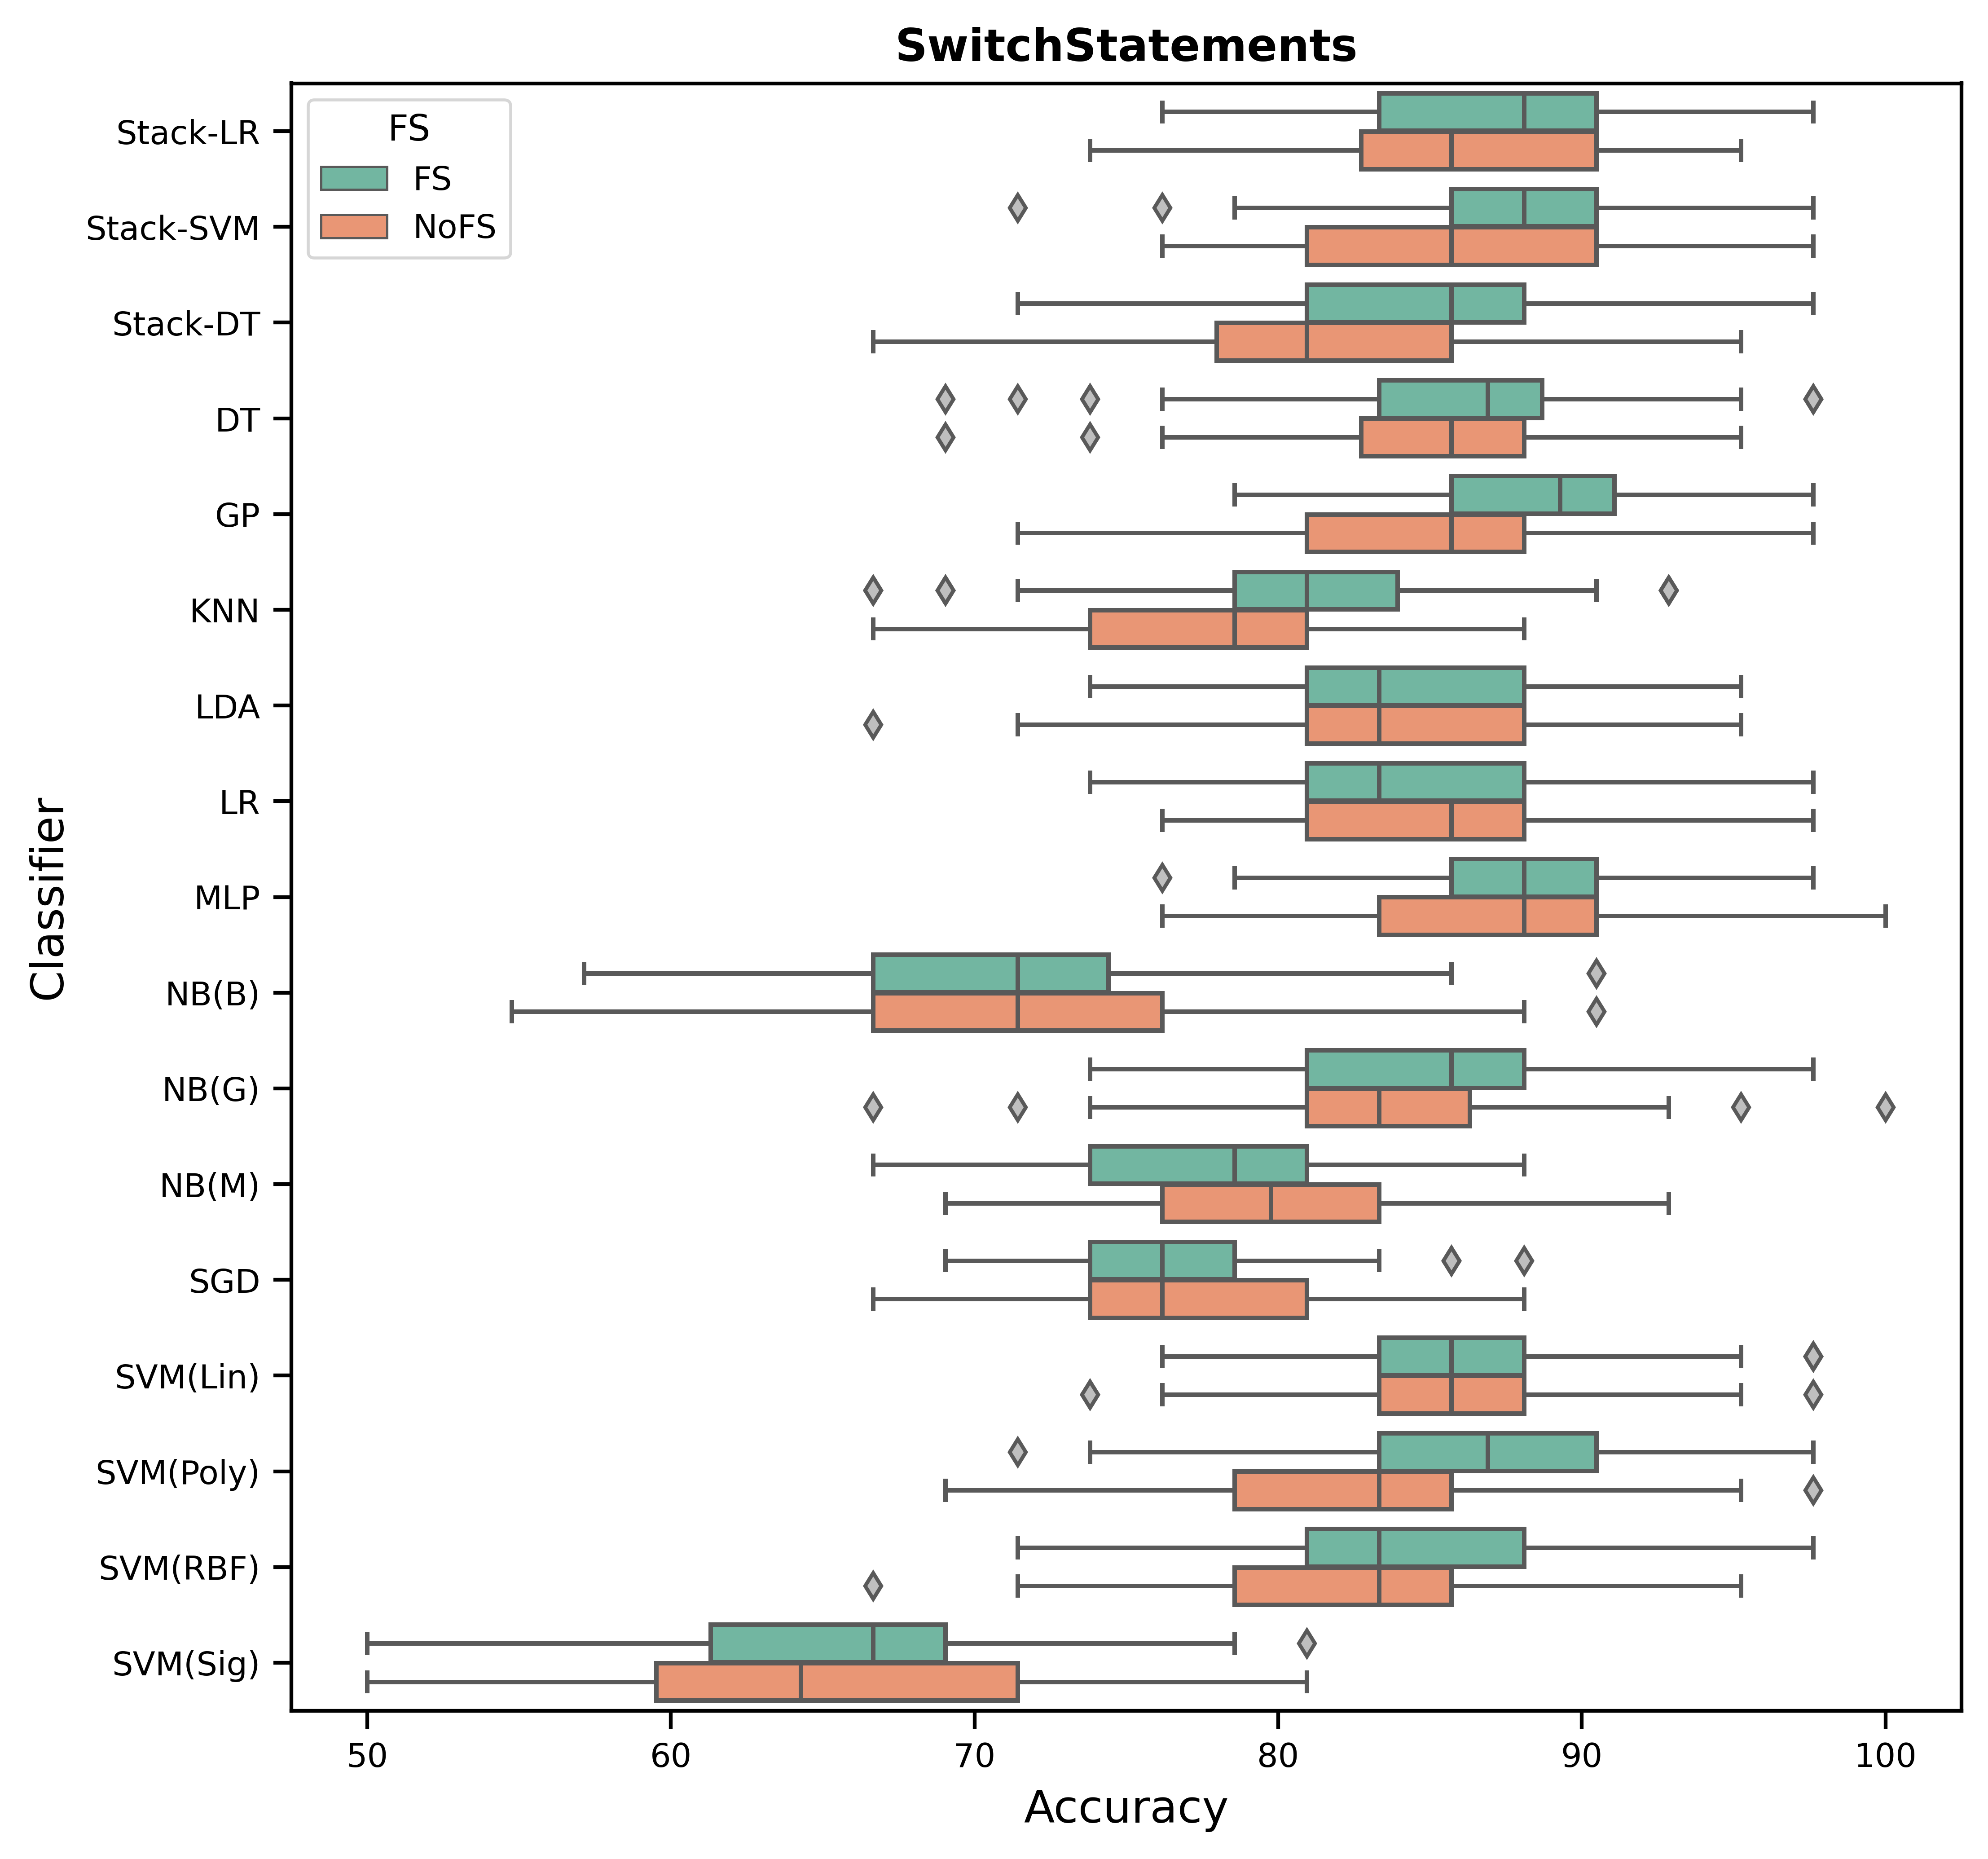 SwitchStatements
FS
FS
NoFS
Classifier
Stack-LR
Stack-SVM
Stack-DT
DT
GP
KNN
LDA
LR
MLP
NB(B)
NB(G)
NB(M)
SGD
SVM(Lin)
SVM(Poly)
SVM(RBF)
SVM(Sig)
50 60 70 80 90 100
Accuracy